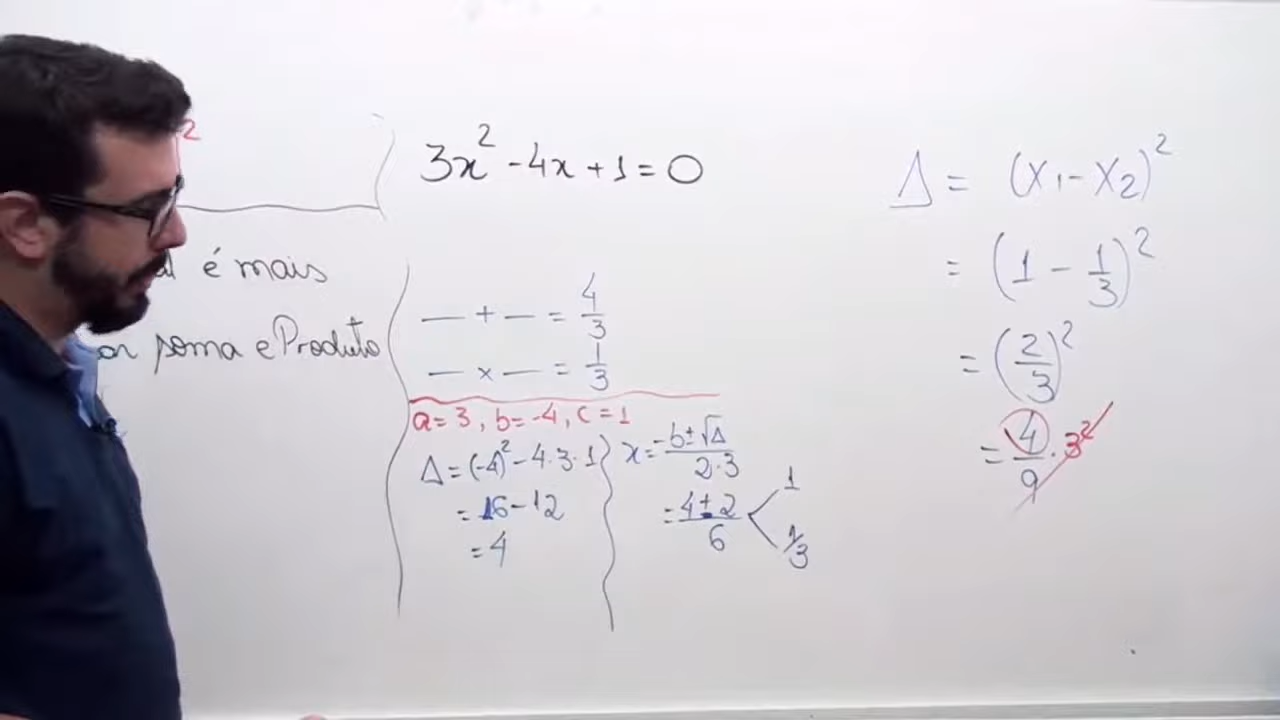 2
é mais
soma e Produto
3x² - 4x + 1 = 0
— + — = 4/3
— x — = 1/3
a = 3, b = -4, c = 1
Δ = (-4)² - 4.3.1
= 16 - 12
= 4
x = -b ± √Δ / 2.3
= 4 ± 2 / 6
1
1/3
Δ = (x₁ - x₂)²
= (1 - 1/3)²
= (2/3)²
= 4/9 . 3²